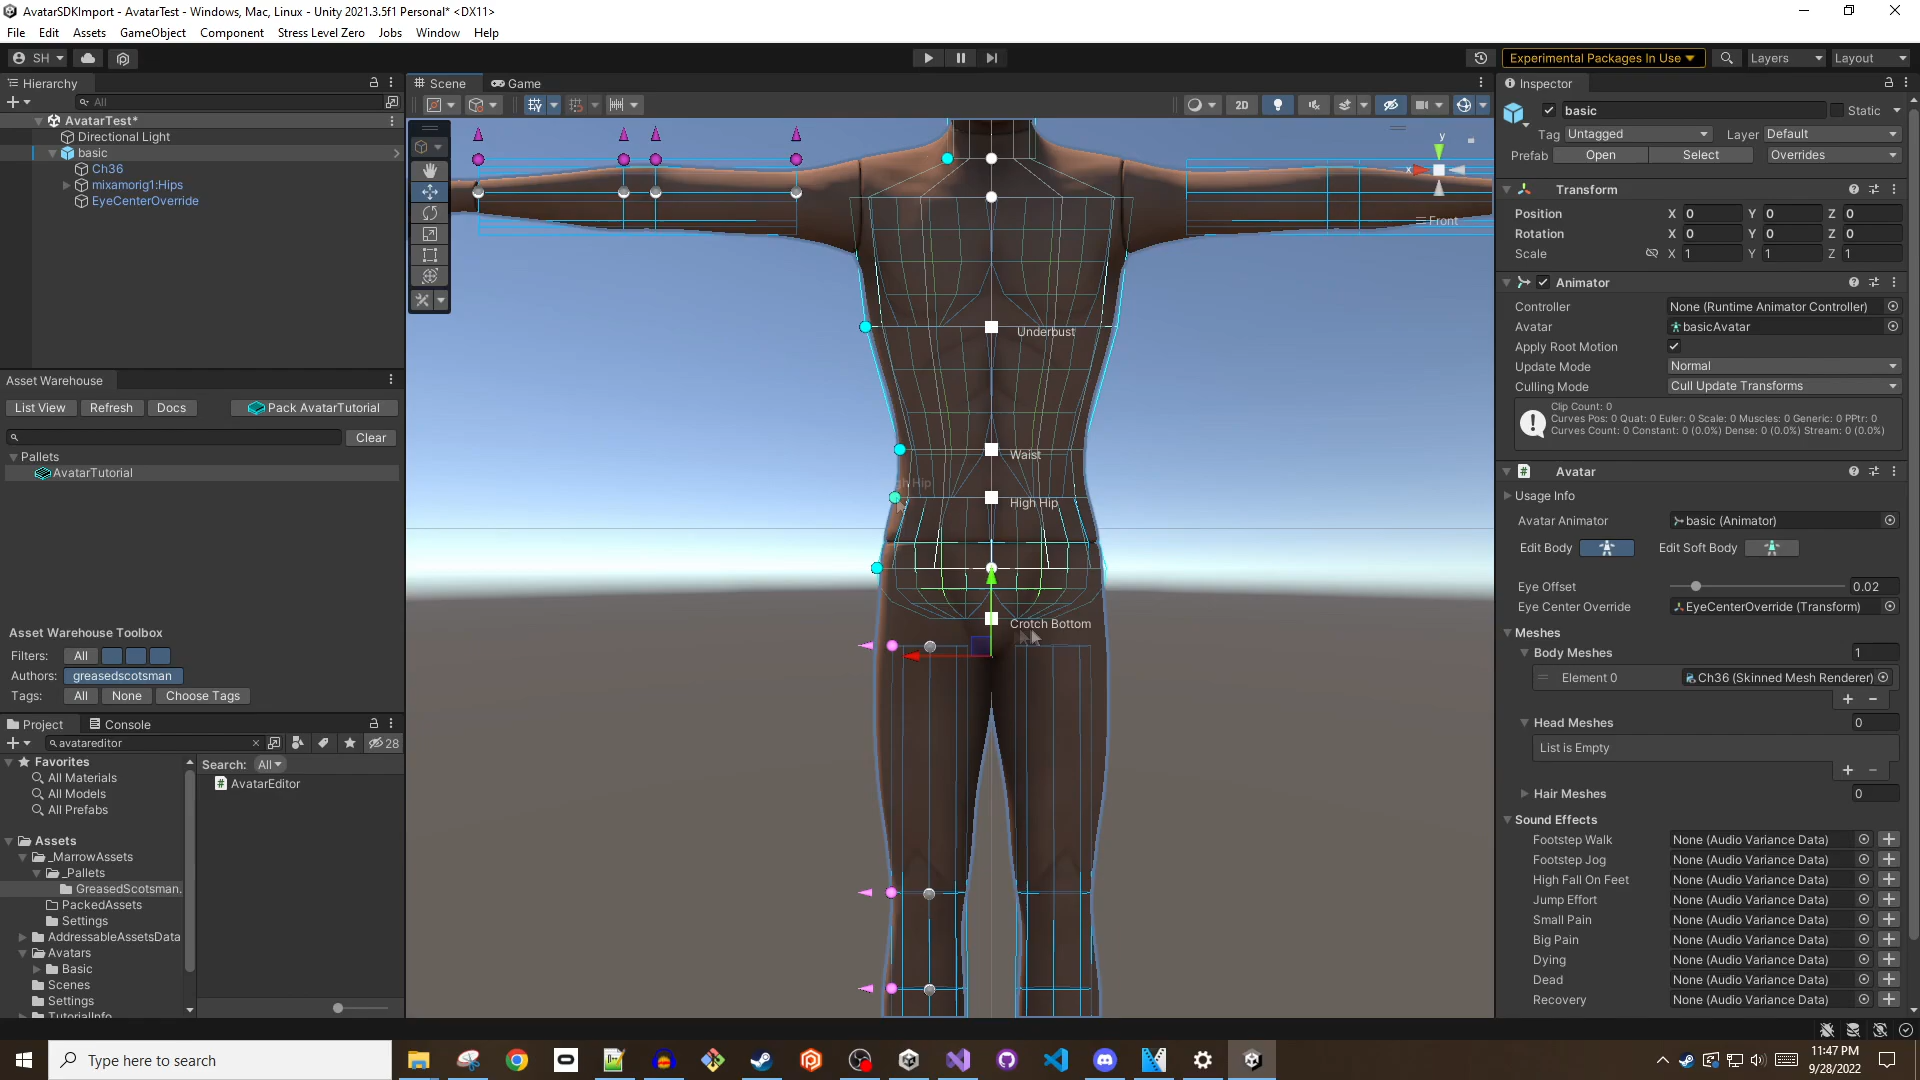 AvatarSDKImport - AvatarTest - Windows, Mac, Linux - Unity 2021.3.5f1 Personal* <DX11>
File Edit Assets GameObject Component Stress Level Zero Jobs Window Help
SH
Experimental Packages In Use
Layers
Layout
Hierarchy
All
AvatarTest*
Directional Light
basic
Ch36
mixamorig1:Hips
EyeCenterOverride
Asset Warehouse
List View Refresh Docs Pack AvatarTutorial
Clear
Pallets
AvatarTutorial
Asset Warehouse Toolbox
Filters: All
Authors: greasedscotsman
Tags: All None Choose Tags
Project Console
avatareditor
28
Favorites
All Materials
All Models
All Prefabs
Assets
_MarrowAssets
_Pallets
GreasedScotsman.
PackedAssets
Settings
AddressableAssetsData
Avatars
Basic
Scenes
Settings
TutorialInfo
Search: All
AvatarEditor
Scene Game
2D
y
x
Front
Underbust
Waist
High Hip
Crotch Bottom
Inspector
basic
Static
Tag Untagged Layer Default
Prefab Open Select Overrides
Transform
Position X 0 Y 0 Z 0
Rotation X 0 Y 0 Z 0
Scale X 1 Y 1 Z 1
Animator
Controller None (Runtime Animator Controller)
Avatar basicAvatar
Apply Root Motion
Update Mode Normal
Culling Mode Cull Update Transforms
Clip Count: 0
Curves Pos: 0 Quat: 0 Euler: 0 Scale: 0 Muscles: 0 Generic: 0 PPtr: 0
Curves Count: 0 Constant: 0 (0.0%) Dense: 0 (0.0%) Stream: 0 (0.0%)
Avatar
Usage Info
Avatar Animator basic (Animator)
Edit Body Edit Soft Body
Eye Offset 0.02
Eye Center Override EyeCenterOverride (Transform)
Meshes
Body Meshes 1
Element 0 Ch36 (Skinned Mesh Renderer)
Head Meshes 0
List is Empty
Hair Meshes 0
Sound Effects
Footstep Walk None (Audio Variance Data)
Footstep Jog None (Audio Variance Data)
High Fall On Feet None (Audio Variance Data)
Jump Effort None (Audio Variance Data)
Small Pain None (Audio Variance Data)
Big Pain None (Audio Variance Data)
Dying None (Audio Variance Data)
Dead None (Audio Variance Data)
Recovery None (Audio Variance Data)
Type here to search
11:47 PM
9/28/2022